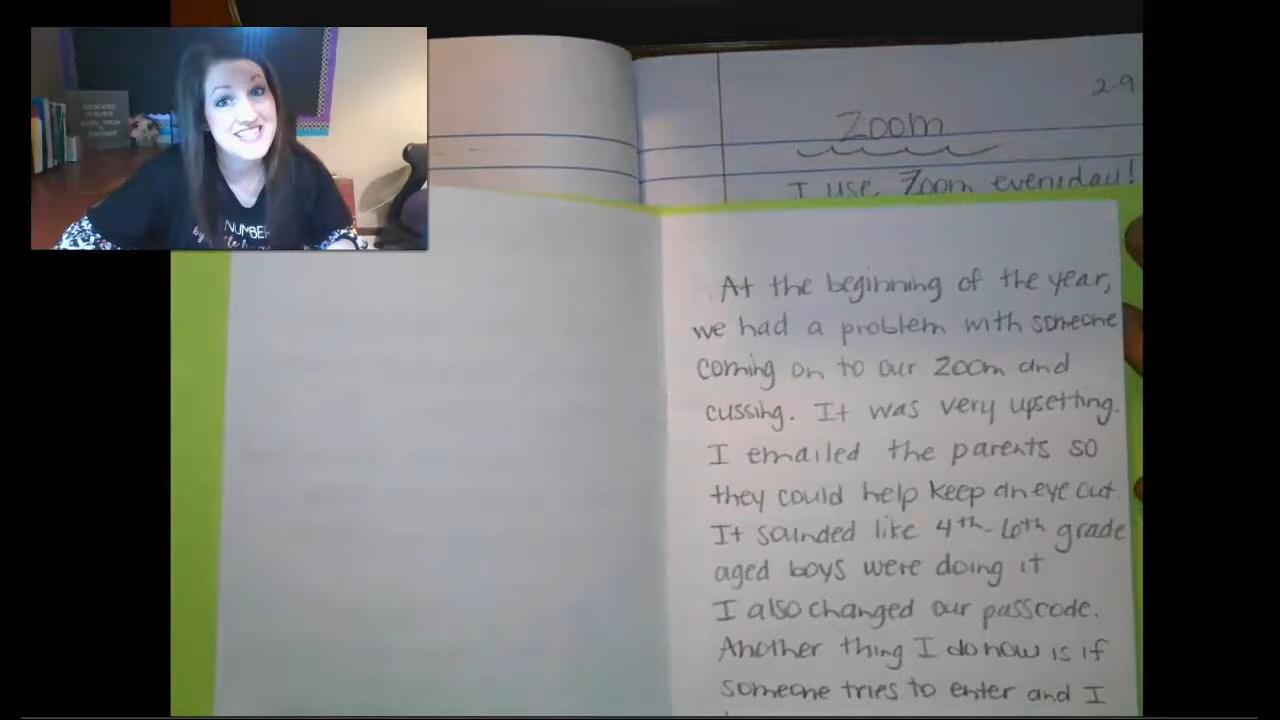 NUMBER
2-9
Zoom
I use Zoom everyday!
At the beginning of the year,
we had a problem with someone
coming on to our Zoom and
cussing. It was very upsetting.
I emailed the parents so
they could help keep an eye out
It sounded like 4th-6th grade
aged boys were doing it
I also changed our passcode.
Another thing I do now is if
someone tries to enter and I